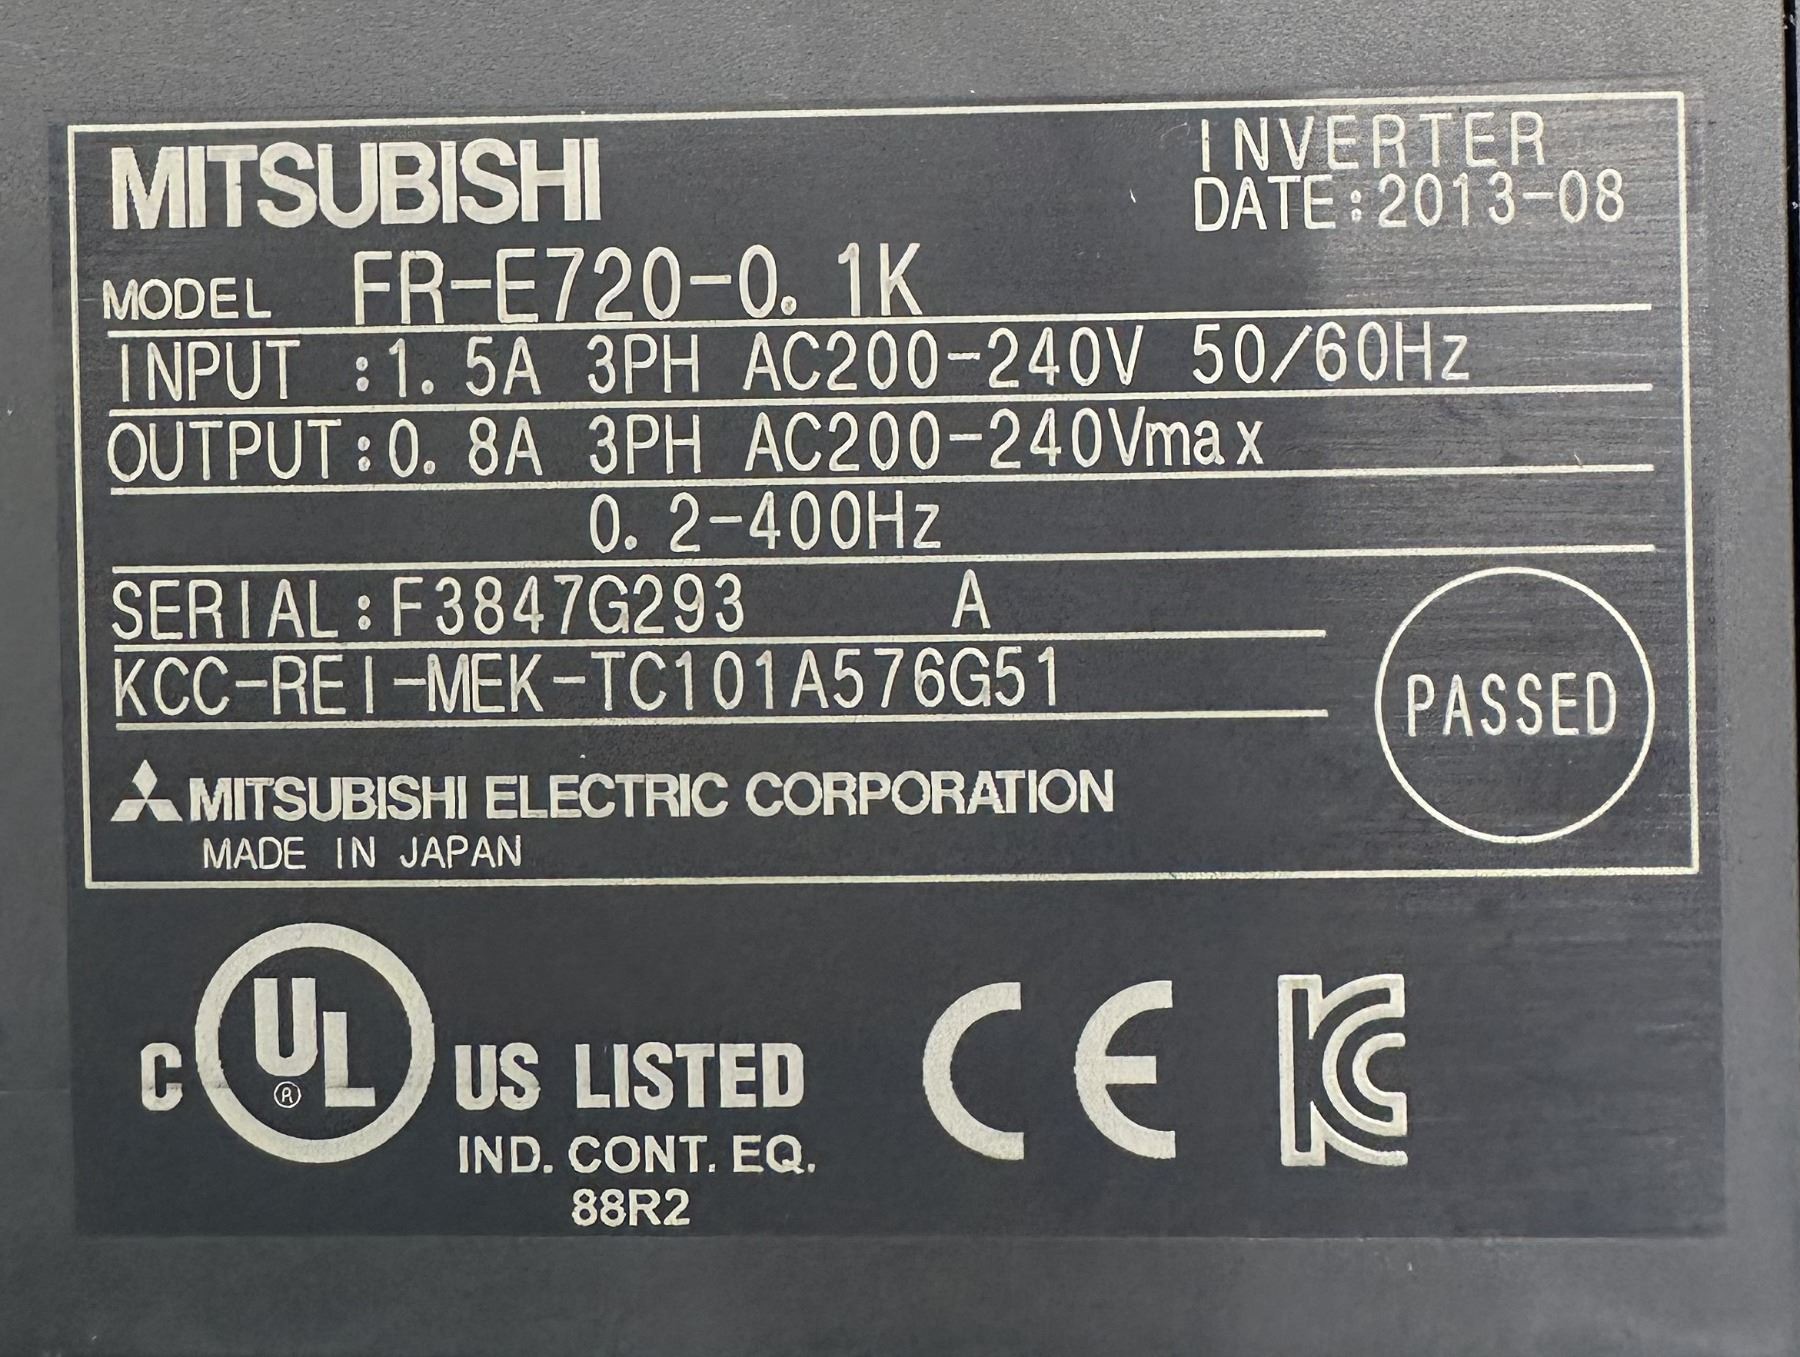 MITSUBISHI
INVERTER
DATE:2013-08
MODEL FR-E720-0.1K
INPUT :1.5A 3PH AC200-240V 50/60Hz
OUTPUT:0.8A 3PH AC200-240Vmax
0.2-400Hz
SERIAL:F3847G293 A
KCC-REI-MEK-TC101A576G51
PASSED
MITSUBISHI ELECTRIC CORPORATION
MADE IN JAPAN
C UL® US LISTED
IND. CONT. EQ.
88R2
CE
KC